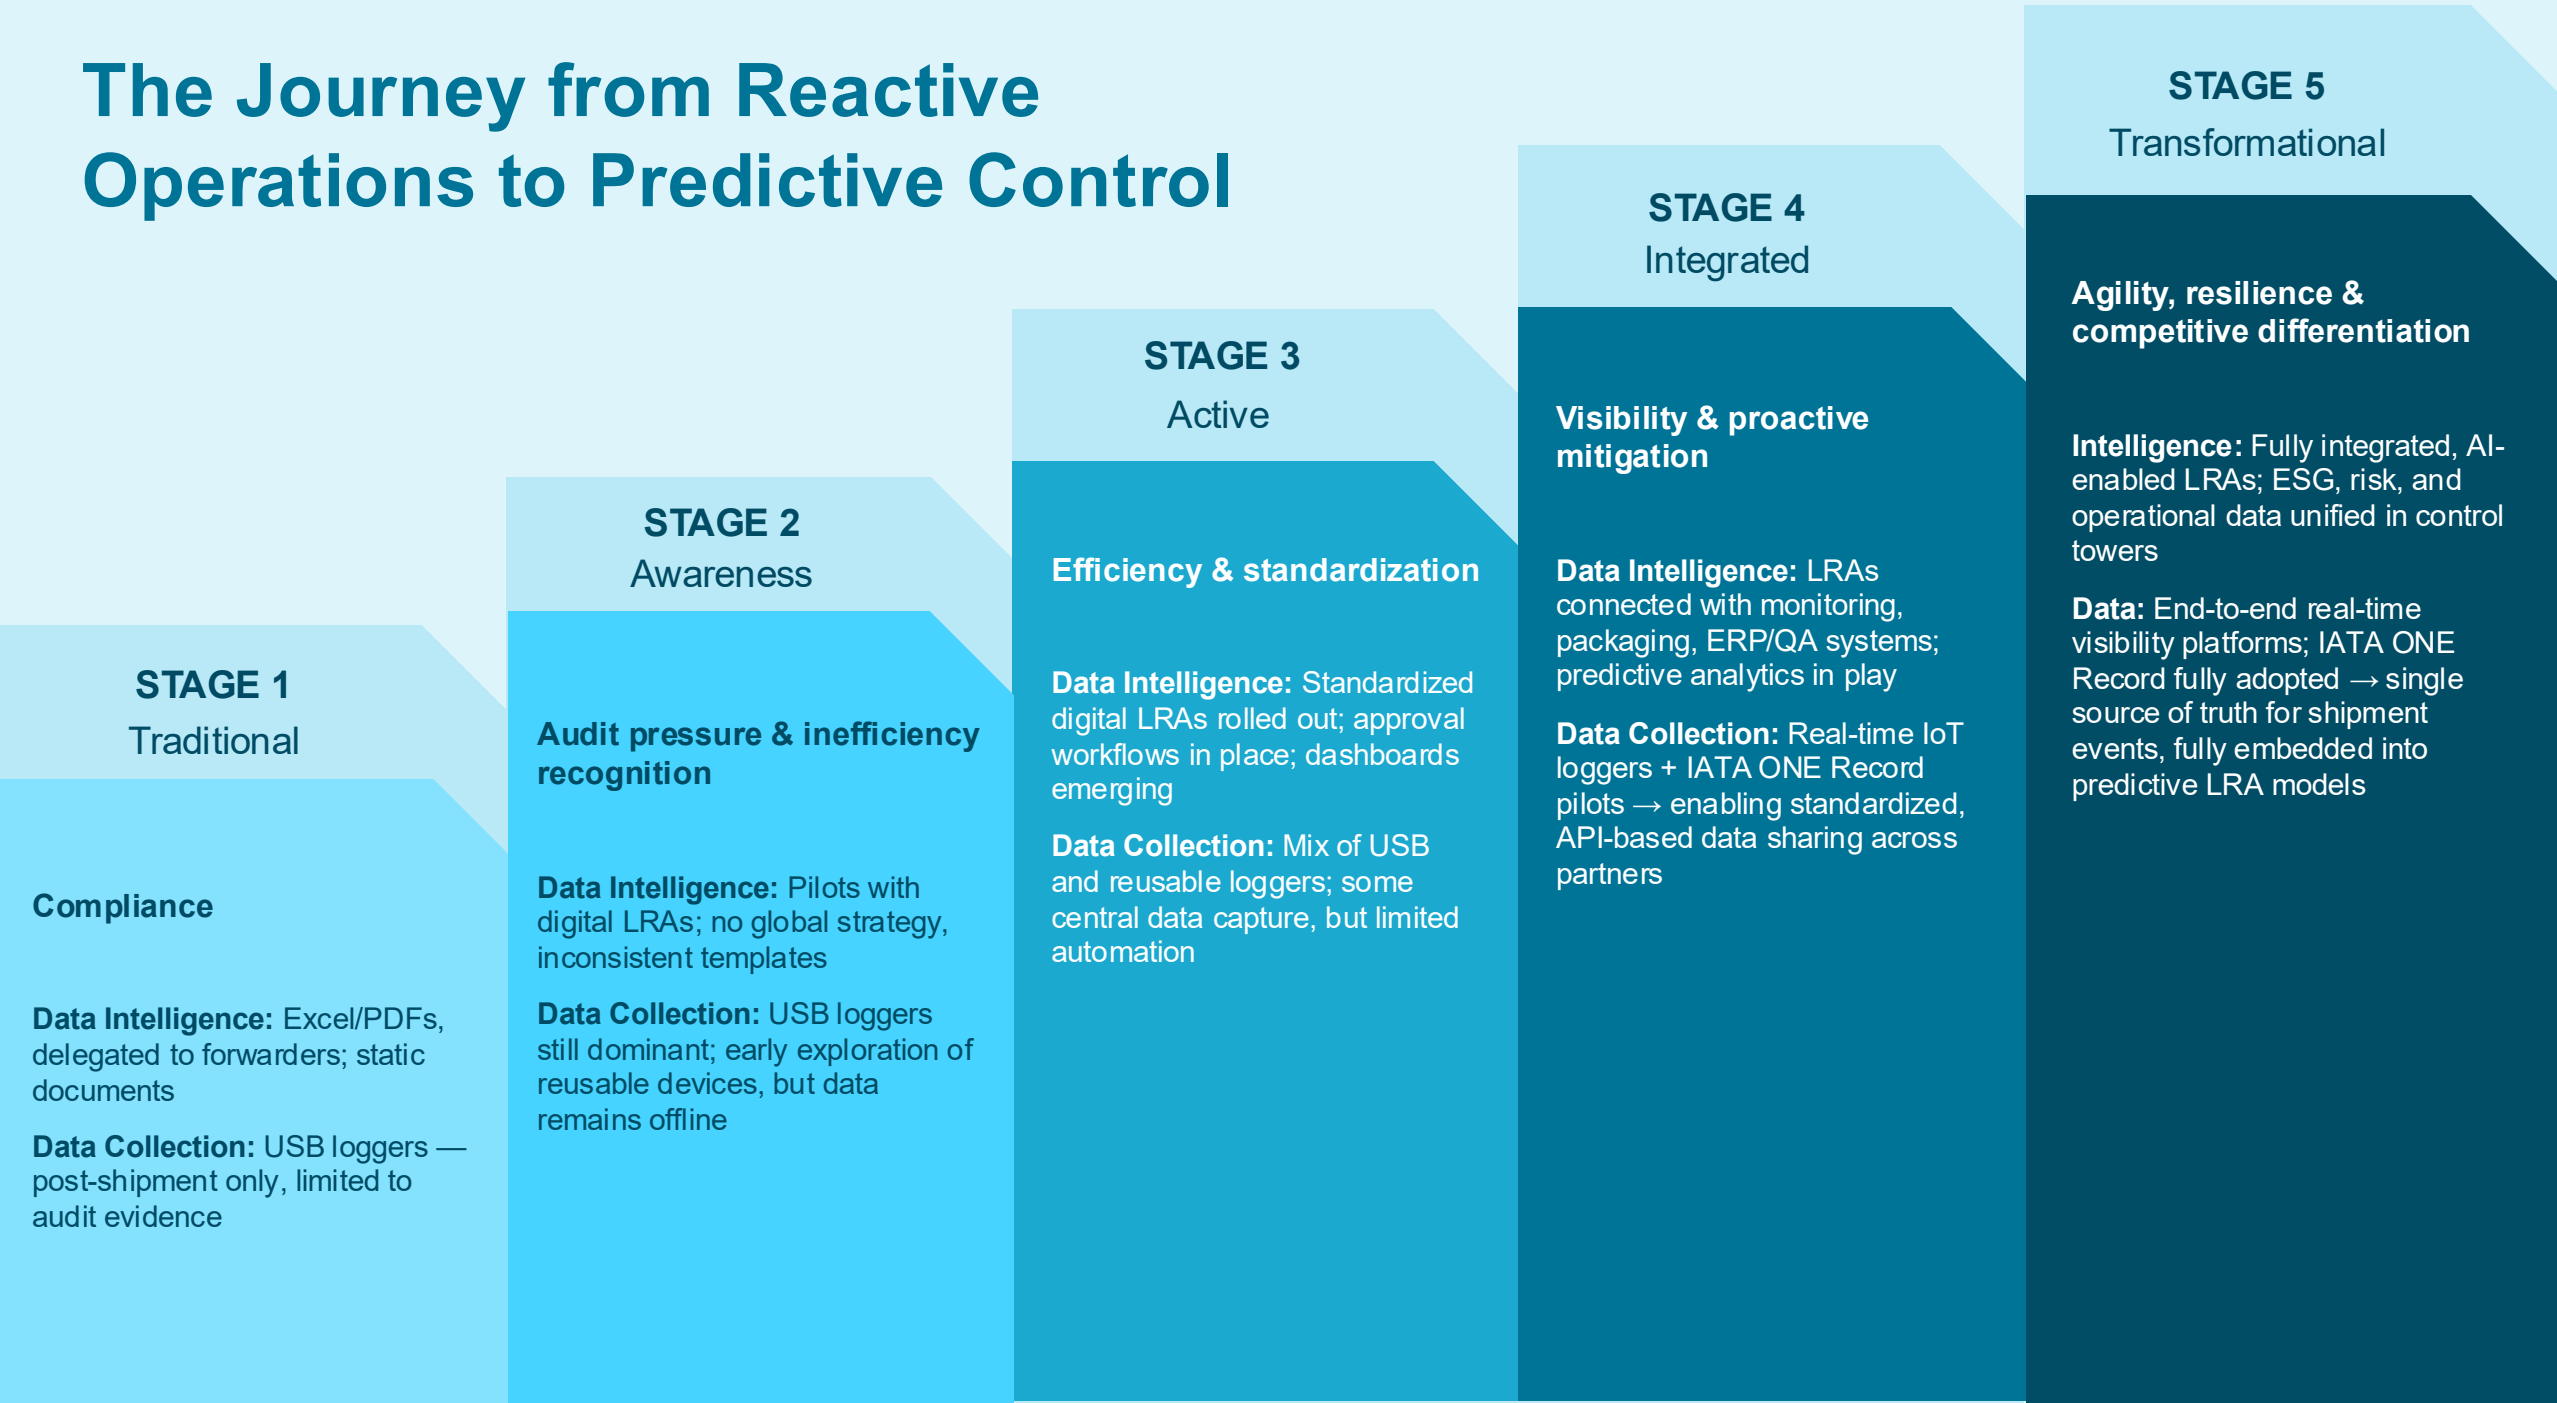 The Journey from Reactive
Operations to Predictive Control
STAGE 1
Traditional
Compliance
Data Intelligence: Excel/PDFs,
delegated to forwarders; static
documents
Data Collection: USB loggers —
post-shipment only, limited to
audit evidence
STAGE 2
Awareness
Audit pressure & inefficiency
recognition
Data Intelligence: Pilots with
digital LRAs; no global strategy,
inconsistent templates
Data Collection: USB loggers
still dominant; early exploration of
reusable devices, but data
remains offline
STAGE 3
Active
Efficiency & standardization
Data Intelligence: Standardized
digital LRAs rolled out; approval
workflows in place; dashboards
emerging
Data Collection: Mix of USB
and reusable loggers; some
central data capture, but limited
automation
STAGE 4
Integrated
Visibility & proactive
mitigation
Data Intelligence: LRAs
connected with monitoring,
packaging, ERP/QA systems;
predictive analytics in play
Data Collection: Real-time IoT
loggers + IATA ONE Record
pilots → enabling standardized,
API-based data sharing across
partners
STAGE 5
Transformational
Agility, resilience &
competitive differentiation
Intelligence: Fully integrated, AI-
enabled LRAs; ESG, risk, and
operational data unified in control
towers
Data: End-to-end real-time
visibility platforms; IATA ONE
Record fully adopted → single
source of truth for shipment
events, fully embedded into
predictive LRA models